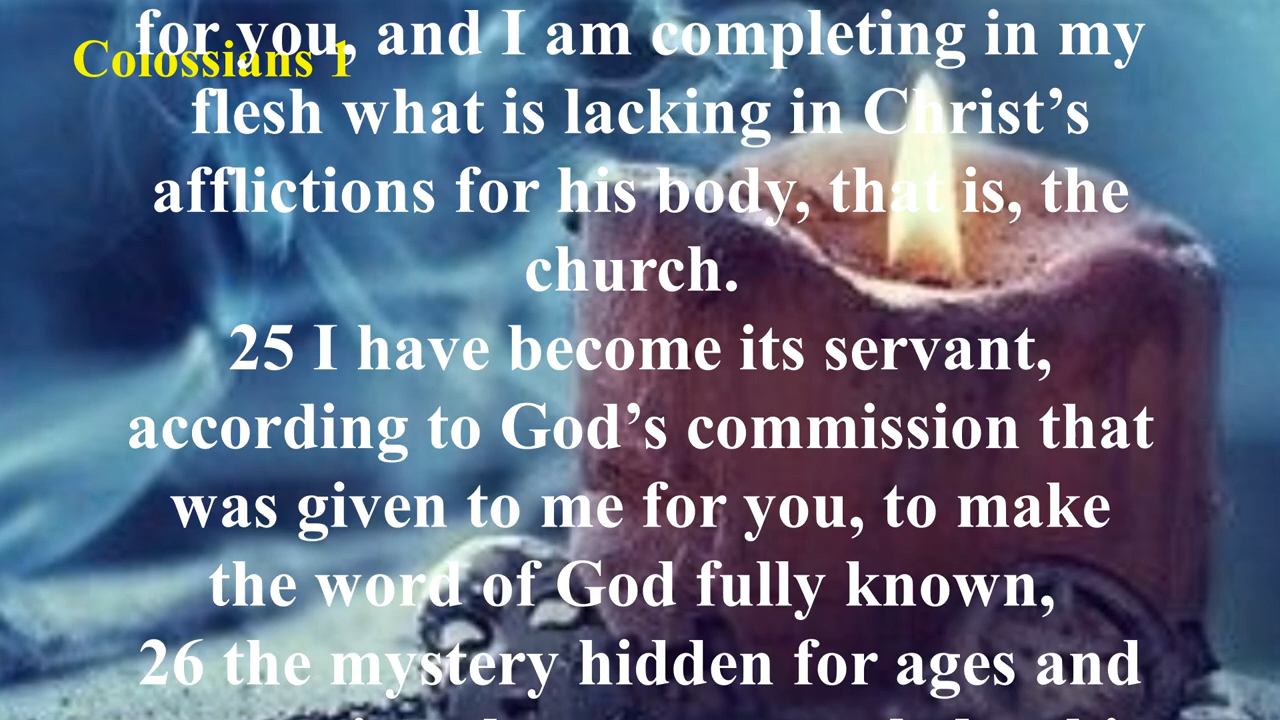 for you, and I am completing in my
Colossians 1
flesh what is lacking in Christ’s
afflictions for his body, that is, the
church.
25 I have become its servant,
according to God’s commission that
was given to me for you, to make
the word of God fully known,
26 the mystery hidden for ages and